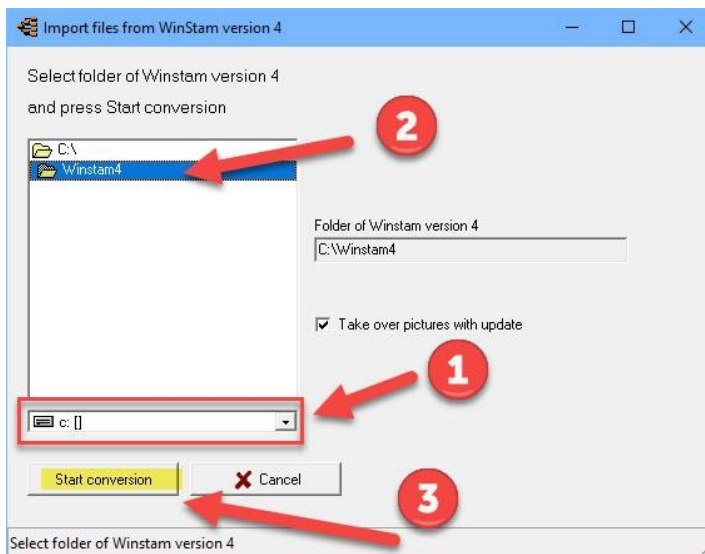 Import files from WinStam version 4
Select folder of Winstam version 4
and press Start conversion
2
C:\
Winstam4
Folder of Winstam version 4
C:\Winstam4
Take over pictures with update
1
c: []
Start conversion
Cancel
3
Select folder of Winstam version 4